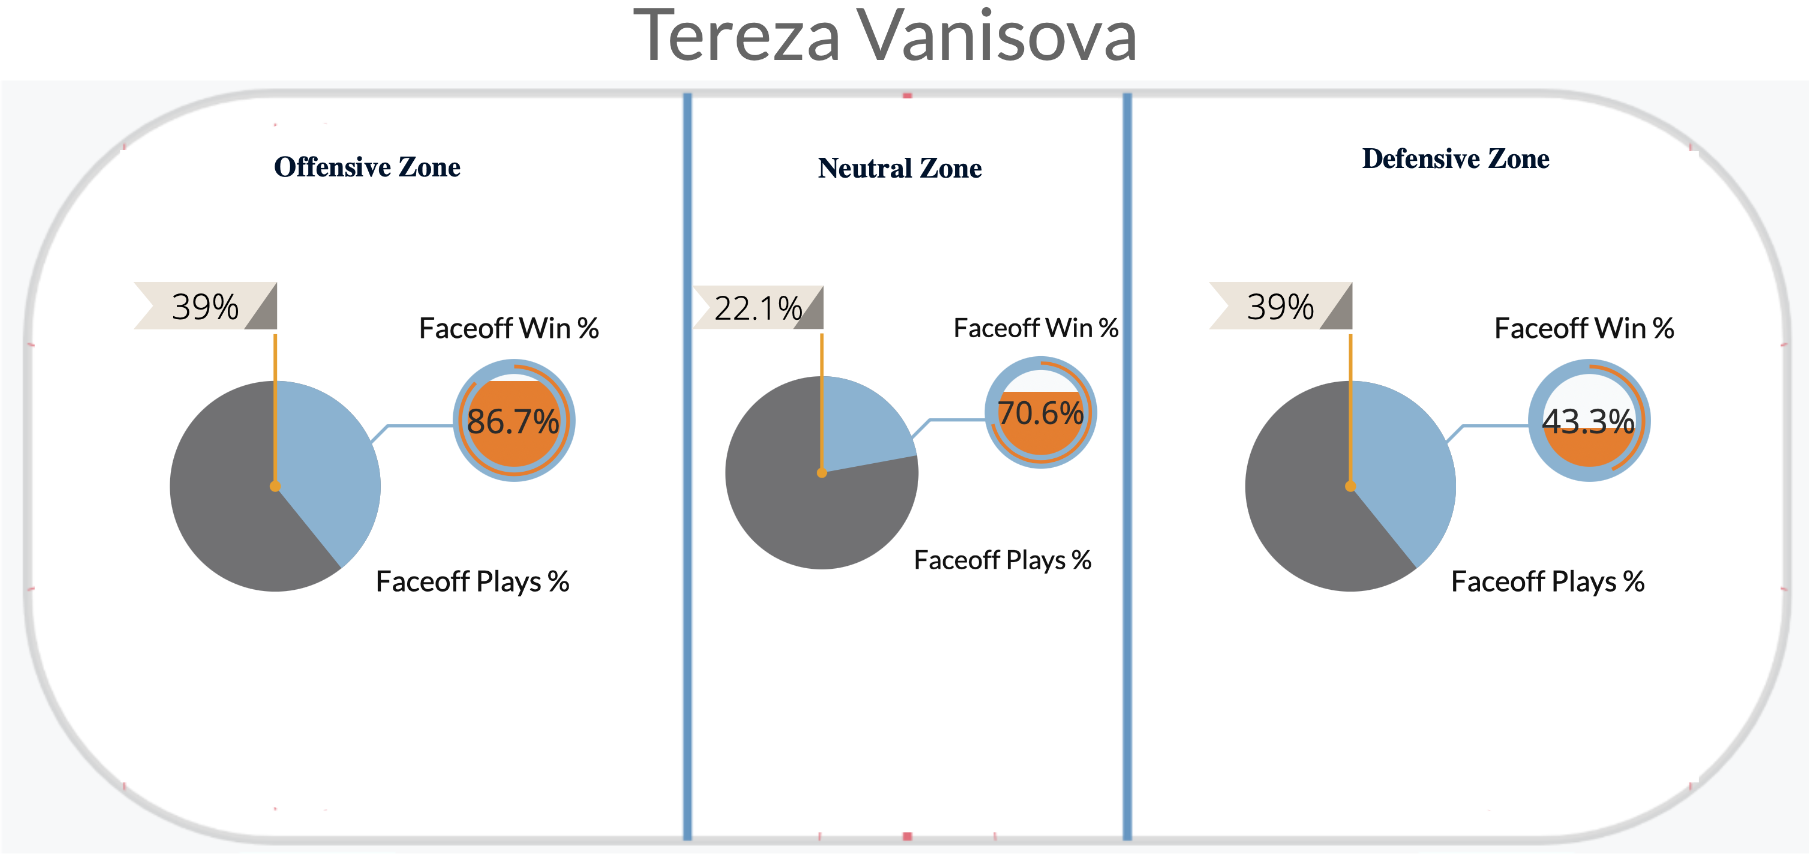 Tereza Vanisova
Offensive Zone
39%
Faceoff Win %
86.7%
Faceoff Plays %
Neutral Zone
22.1%
Faceoff Win %
70.6%
Faceoff Plays %
Defensive Zone
39%
Faceoff Win %
43.3%
Faceoff Plays %